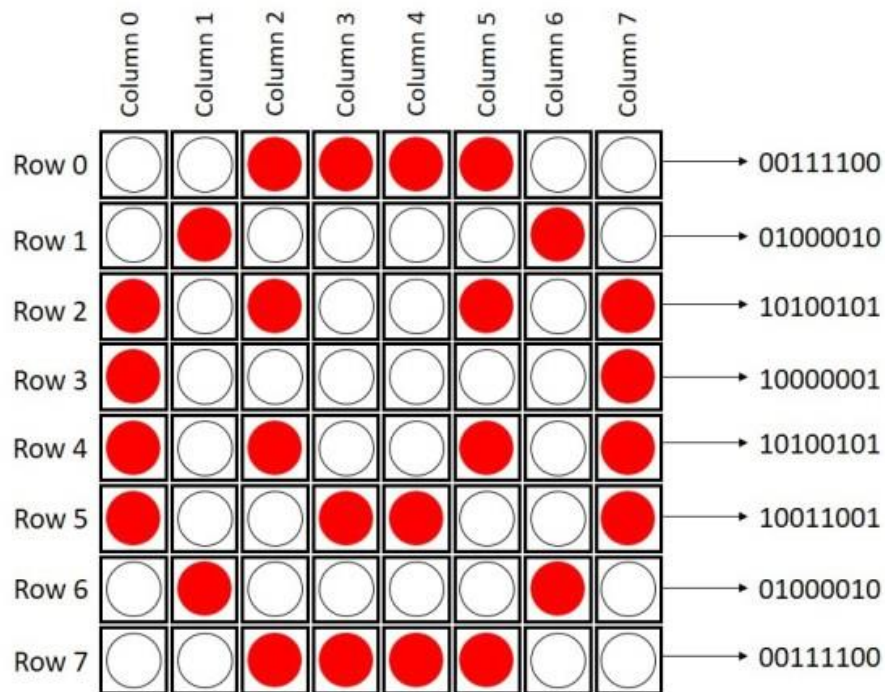 Column 0
Column 1
Column 2
Column 3
Column 4
Column 5
Column 6
Column 7
Row 0 00111100
Row 1 01000010
Row 2 10100101
Row 3 10000001
Row 4 10100101
Row 5 10011001
Row 6 01000010
Row 7 00111100